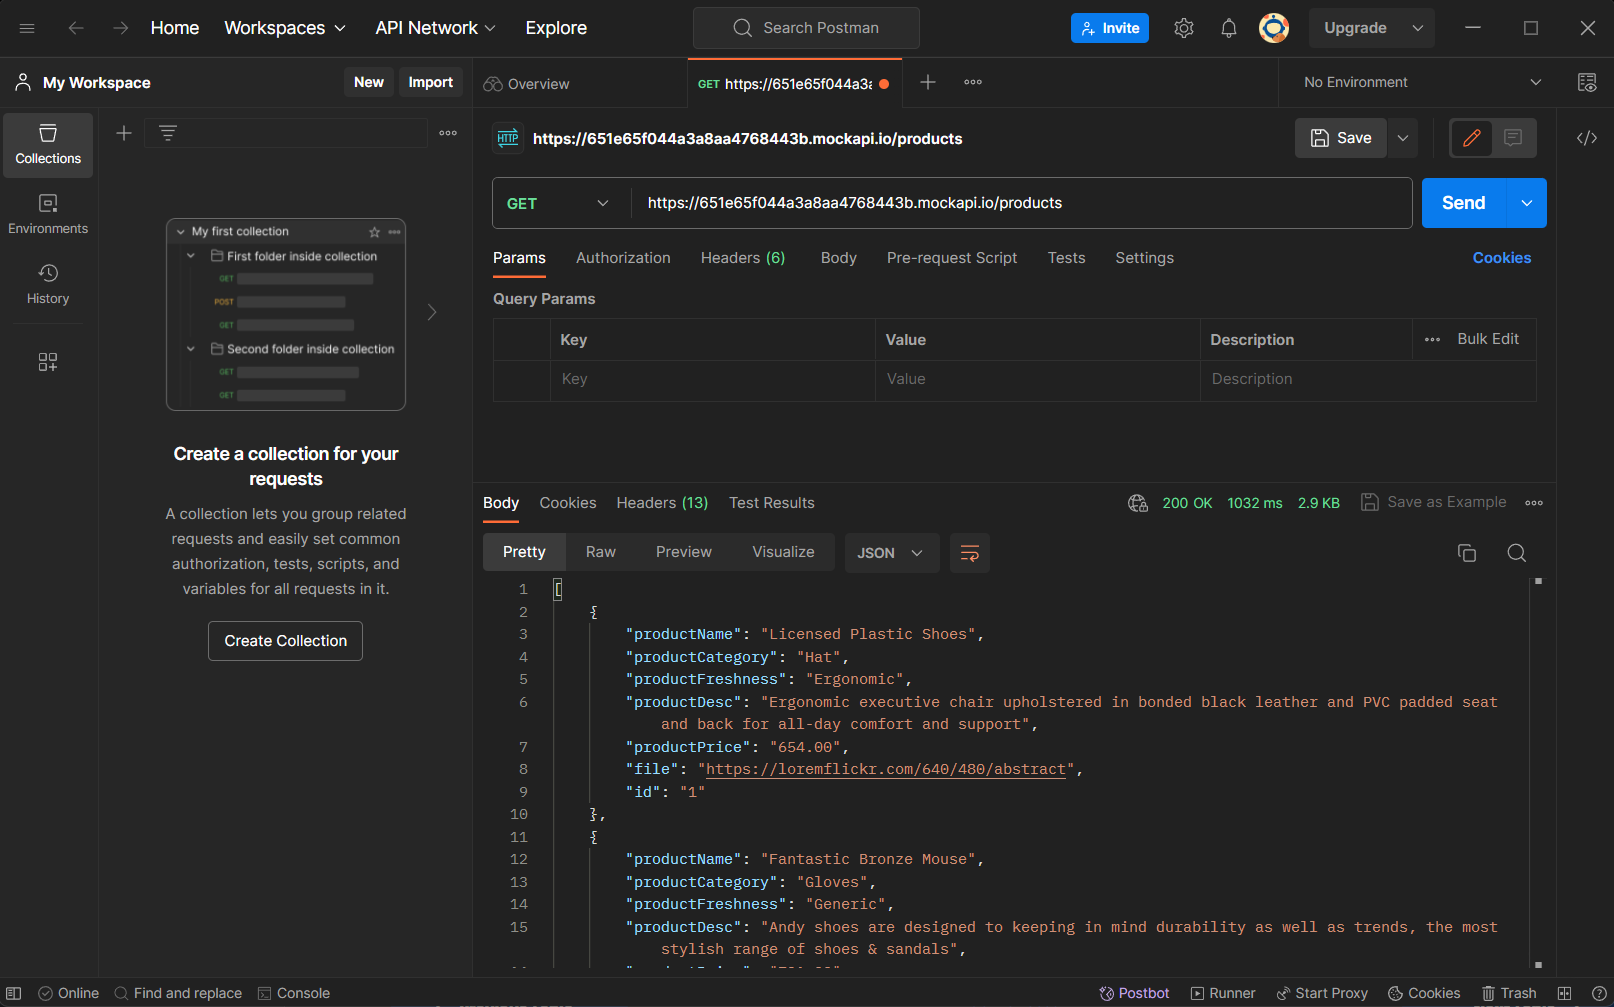 Home Workspaces API Network Explore Search Postman Invite Upgrade
My Workspace New Import Overview GET https://651e65f044a3a No Environment
Collections
Environments
History
My first collection
First folder inside collection
GET
POST
GET
Second folder inside collection
GET
GET
Create a collection for your
requests
A collection lets you group related
requests and easily set common
authorization, tests, scripts, and
variables for all requests in it.
Create Collection
HTTP https://651e65f044a3a8aa4768443b.mockapi.io/products Save
GET https://651e65f044a3a8aa4768443b.mockapi.io/products Send
Params Authorization Headers (6) Body Pre-request Script Tests Settings Cookies
Query Params
Key Value Description Bulk Edit
Key Value Description
Body Cookies Headers (13) Test Results 200 OK 1032 ms 2.9 KB Save as Example
Pretty Raw Preview Visualize JSON
1 [
2 {
3 "productName": "Licensed Plastic Shoes",
4 "productCategory": "Hat",
5 "productFreshness": "Ergonomic",
6 "productDesc": "Ergonomic executive chair upholstered in bonded black leather and PVC padded seat
and back for all-day comfort and support",
7 "productPrice": "654.00",
8 "file": "https://loremflickr.com/640/480/abstract",
9 "id": "1"
10 },
11 {
12 "productName": "Fantastic Bronze Mouse",
13 "productCategory": "Gloves",
14 "productFreshness": "Generic",
15 "productDesc": "Andy shoes are designed to keeping in mind durability as well as trends, the most
stylish range of shoes & sandals",
Online Find and replace Console Postbot Runner Start Proxy Cookies Trash